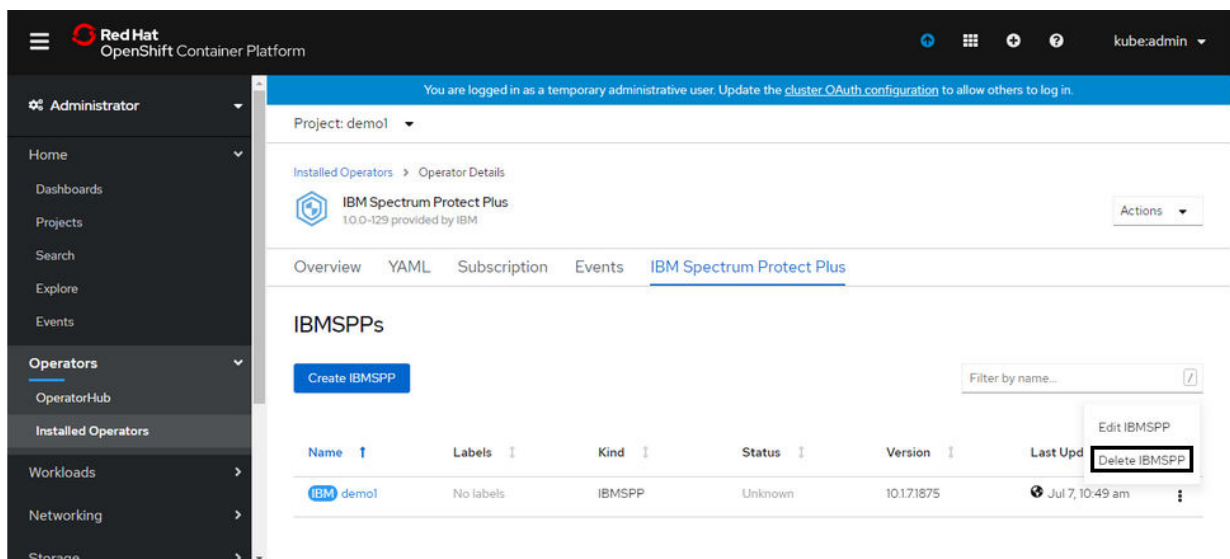 Red Hat
OpenShift Container Platform
kube:admin
Administrator
You are logged in as a temporary administrative user. Update the cluster OAuth configuration to allow others to log in.
Project: demo1
Home
Dashboards
Projects
Search
Explore
Events
Operators
OperatorHub
Installed Operators
Workloads
Networking
Storage
Installed Operators > Operator Details
IBM Spectrum Protect Plus
1.0.0-129 provided by IBM
Actions
Overview YAML Subscription Events IBM Spectrum Protect Plus
IBMSPPs
Create IBMSPP
Filter by name... /
Edit IBMSPP
Delete IBMSPP
Name Labels Kind Status Version Last Upd
IBM demo1 No labels IBMSPP Unknown 10.1.7.1875 Jul 7, 10:49 am